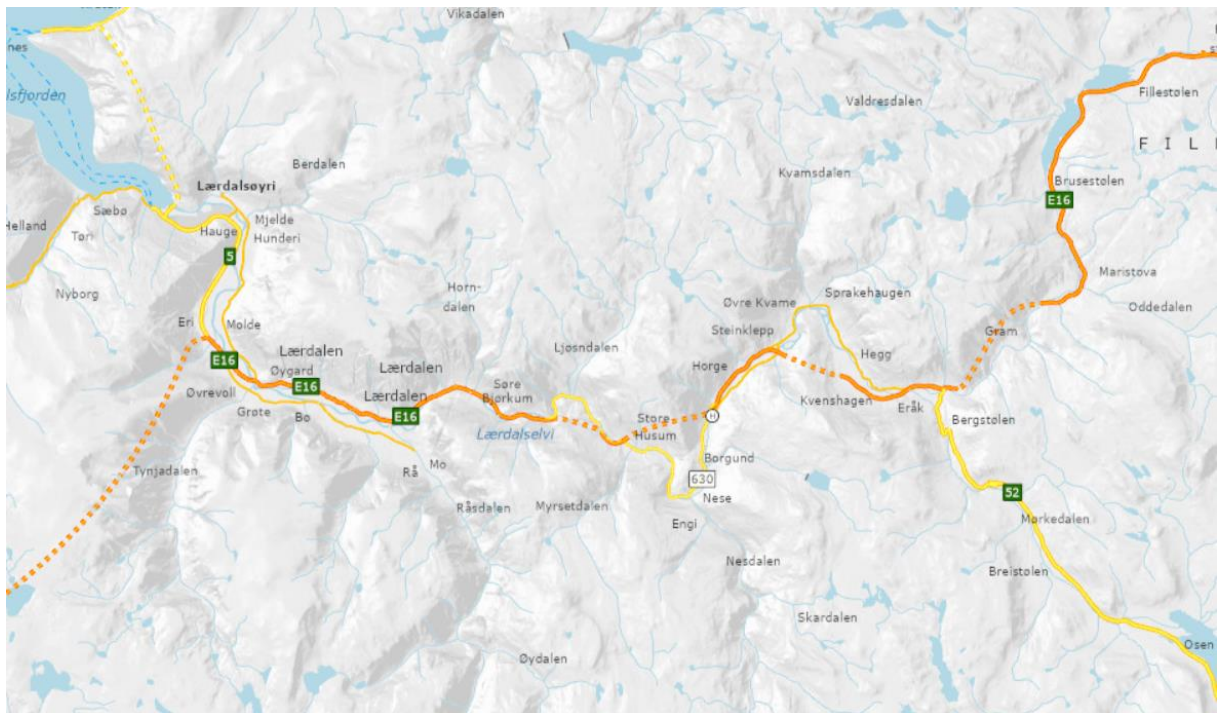 Vikadalen
nes
Fillestølen
lsfjorden
Valdresdalen
F I L
Berdalen
Kvamsdalen
Brusestølen
Lærdalsøyri
E16
Sæbø
Mjelde
Helland
Tøri
Hauge
Hunderi
5
Maristova
Nyborg
Horn-
dalen
Sprakehaugen
Øvre Kvame
Oddedalen
Eri
Molde
Steinklepp
Gram
Lærdalen
Ljøsndalen
Hegg
E16
Øygard
Lærdalen
Horge
E16
Søre
Bjørkum
Øvrevoll
Lærdalen
Kvenshagen
Eråk
Grøte
Bø
E16
Store
Husum
H
Bergstølen
Lærdalselvi
Borgund
Tynjadalen
Rå
Mo
630
52
Nese
Råsdalen
Myrsetdalen
Engi
Mørkedalen
Nesdalen
Breistølen
Skardalen
Osen
Øydalen